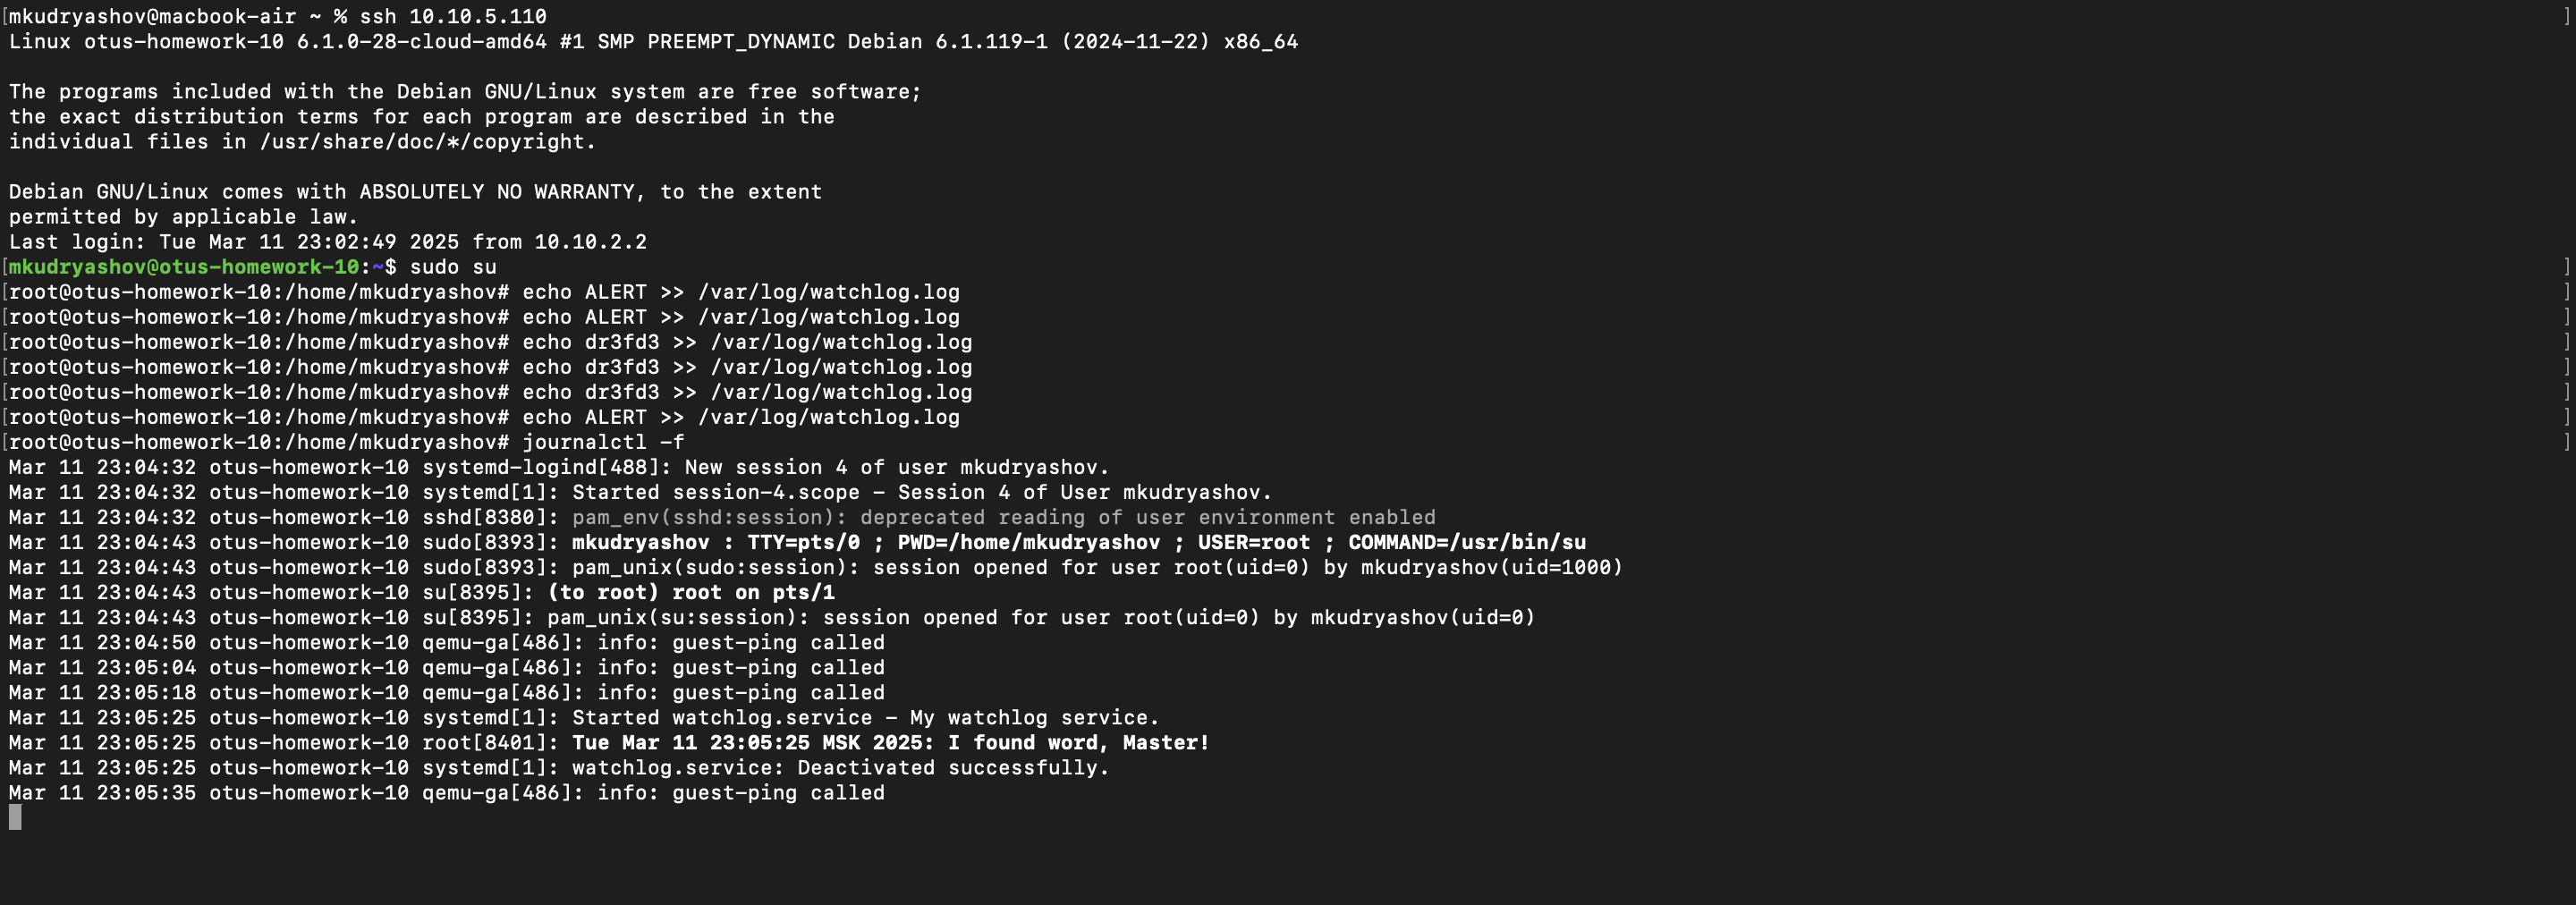 [mkudryashov@macbook-air ~ % ssh 10.10.5.110 ]
Linux otus-homework-10 6.1.0-28-cloud-amd64 #1 SMP PREEMPT_DYNAMIC Debian 6.1.119-1 (2024-11-22) x86_64
The programs included with the Debian GNU/Linux system are free software;
the exact distribution terms for each program are described in the
individual files in /usr/share/doc/*/copyright.
Debian GNU/Linux comes with ABSOLUTELY NO WARRANTY, to the extent
permitted by applicable law.
Last login: Tue Mar 11 23:02:49 2025 from 10.10.2.2
[mkudryashov@otus-homework-10:~$ sudo su ]
[root@otus-homework-10:/home/mkudryashov# echo ALERT >> /var/log/watchlog.log ]
[root@otus-homework-10:/home/mkudryashov# echo ALERT >> /var/log/watchlog.log ]
[root@otus-homework-10:/home/mkudryashov# echo dr3fd3 >> /var/log/watchlog.log ]
[root@otus-homework-10:/home/mkudryashov# echo dr3fd3 >> /var/log/watchlog.log ]
[root@otus-homework-10:/home/mkudryashov# echo dr3fd3 >> /var/log/watchlog.log ]
[root@otus-homework-10:/home/mkudryashov# echo ALERT >> /var/log/watchlog.log ]
[root@otus-homework-10:/home/mkudryashov# journalctl -f ]
Mar 11 23:04:32 otus-homework-10 systemd-logind[488]: New session 4 of user mkudryashov.
Mar 11 23:04:32 otus-homework-10 systemd[1]: Started session-4.scope - Session 4 of User mkudryashov.
Mar 11 23:04:32 otus-homework-10 sshd[8380]: pam_env(sshd:session): deprecated reading of user environment enabled
Mar 11 23:04:43 otus-homework-10 sudo[8393]: mkudryashov : TTY=pts/0 ; PWD=/home/mkudryashov ; USER=root ; COMMAND=/usr/bin/su
Mar 11 23:04:43 otus-homework-10 sudo[8393]: pam_unix(sudo:session): session opened for user root(uid=0) by mkudryashov(uid=1000)
Mar 11 23:04:43 otus-homework-10 su[8395]: (to root) root on pts/1
Mar 11 23:04:43 otus-homework-10 su[8395]: pam_unix(su:session): session opened for user root(uid=0) by mkudryashov(uid=0)
Mar 11 23:04:50 otus-homework-10 qemu-ga[486]: info: guest-ping called
Mar 11 23:05:04 otus-homework-10 qemu-ga[486]: info: guest-ping called
Mar 11 23:05:18 otus-homework-10 qemu-ga[486]: info: guest-ping called
Mar 11 23:05:25 otus-homework-10 systemd[1]: Started watchlog.service - My watchlog service.
Mar 11 23:05:25 otus-homework-10 root[8401]: Tue Mar 11 23:05:25 MSK 2025: I found word, Master!
Mar 11 23:05:25 otus-homework-10 systemd[1]: watchlog.service: Deactivated successfully.
Mar 11 23:05:35 otus-homework-10 qemu-ga[486]: info: guest-ping called